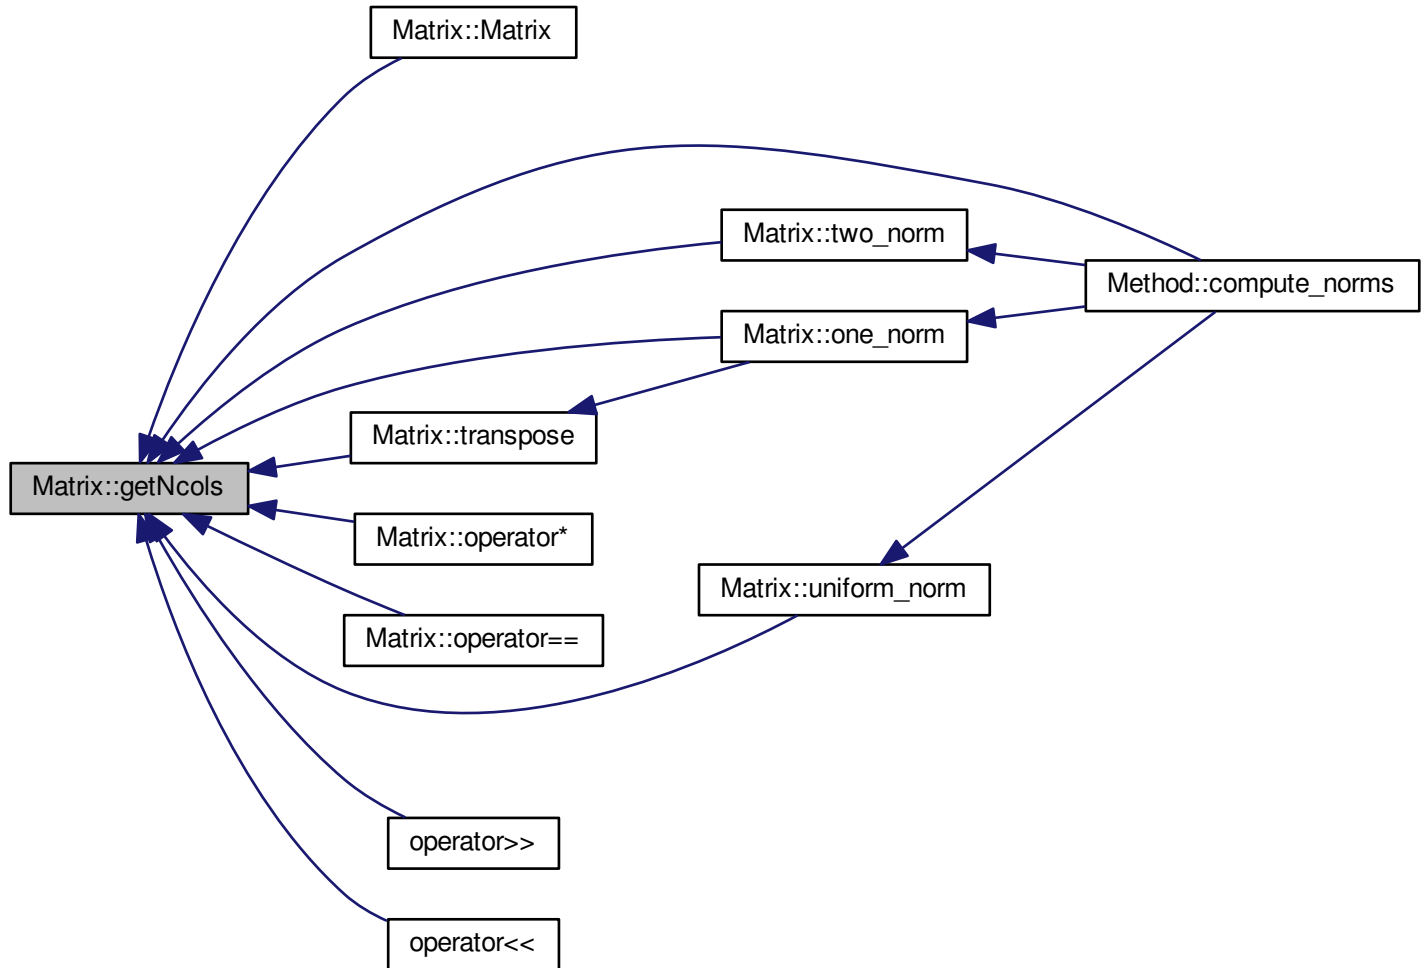 Matrix::Matrix
Matrix::two_norm
Method::compute_norms
Matrix::one_norm
Matrix::transpose
Matrix::getNcols
Matrix::operator*
Matrix::uniform_norm
Matrix::operator==
operator>>
operator<<